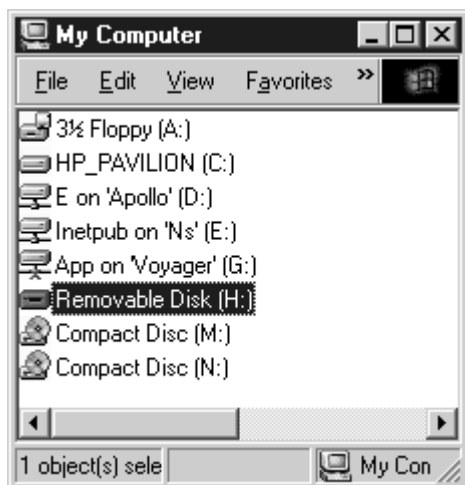 My Computer
File Edit View Favorites »
3½ Floppy (A:)
HP_PAVILION (C:)
E on 'Apollo' (D:)
Inetpub on 'Ns' (E:)
App on 'Voyager' (G:)
Removable Disk (H:)
Compact Disc (M:)
Compact Disc (N:)
1 object(s) sele My Con